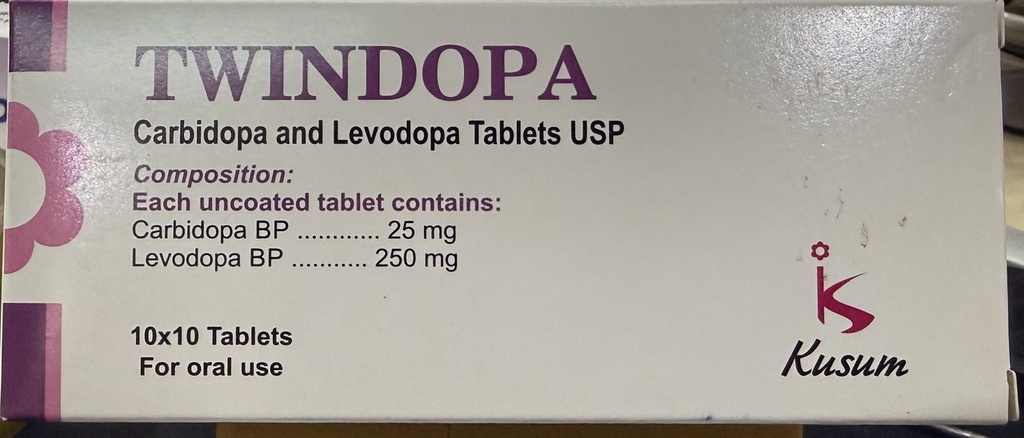 TWINDOPA
Carbidopa and Levodopa Tablets USP
Composition:
Each uncoated tablet contains:
Carbidopa BP ............ 25 mg
Levodopa BP ........... 250 mg
10x10 Tablets
For oral use
Kusum